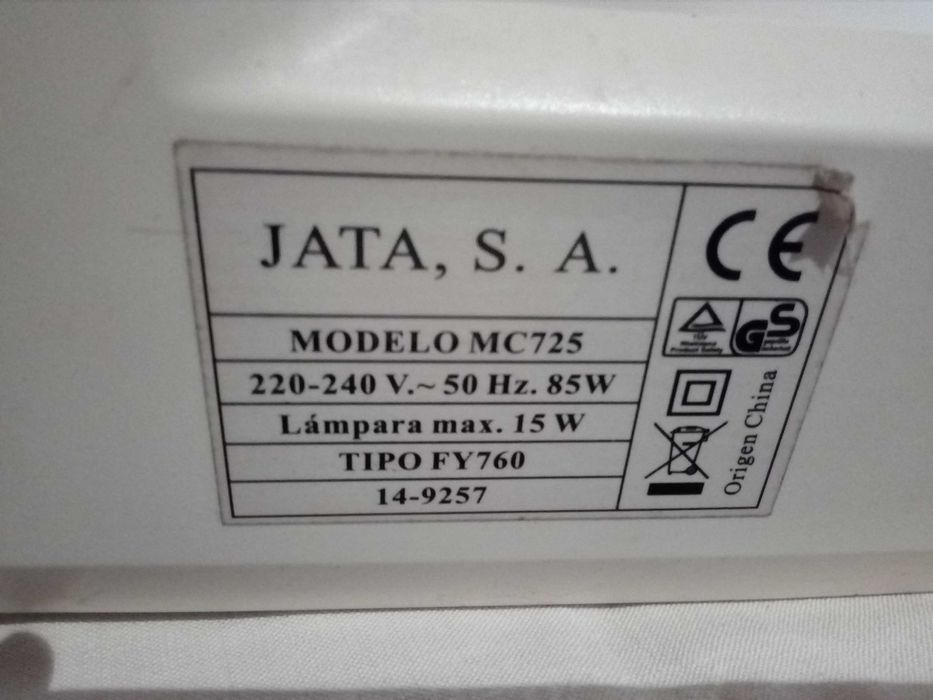 JATA, S. A.
MODELO MC725
220-240 V.~ 50 Hz. 85W
Lámpara max. 15 W
TIPO FY760
14-9257
CE
GS
Origen China